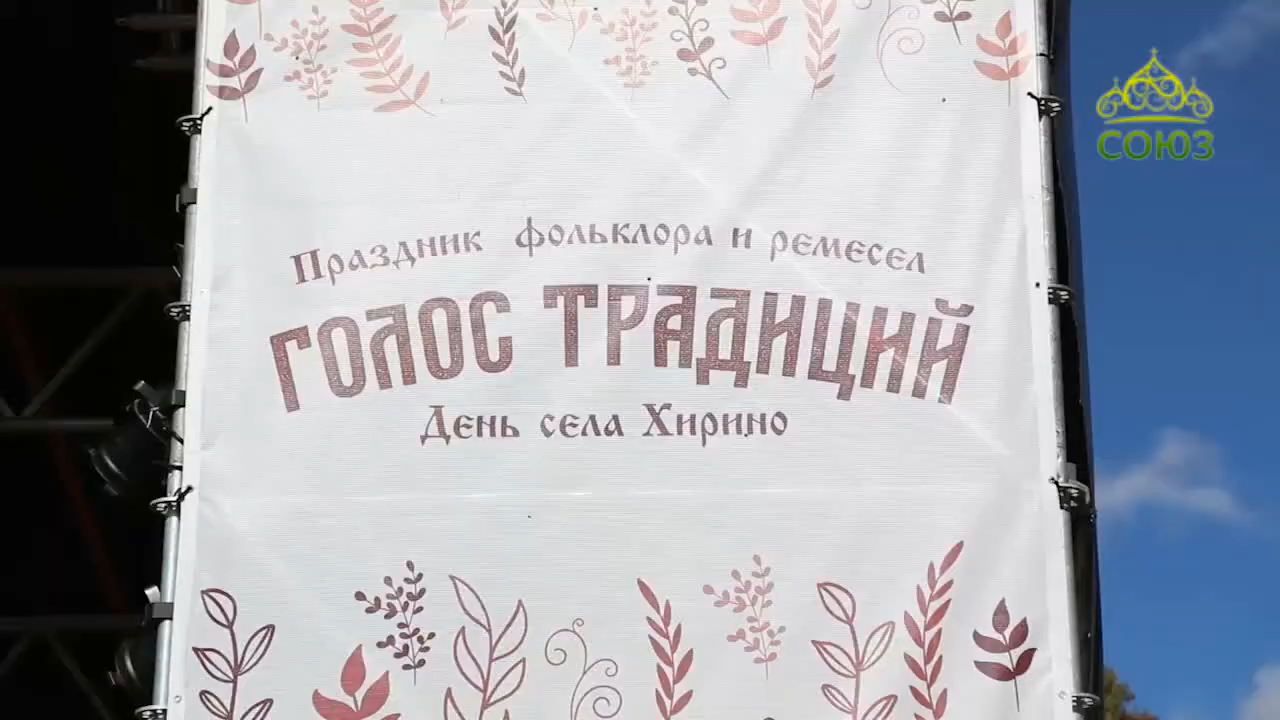 СОЮЗ
Праздник фольклора и ремесел
ГОЛОС ТРАДИЦИЙ
День села Хирино